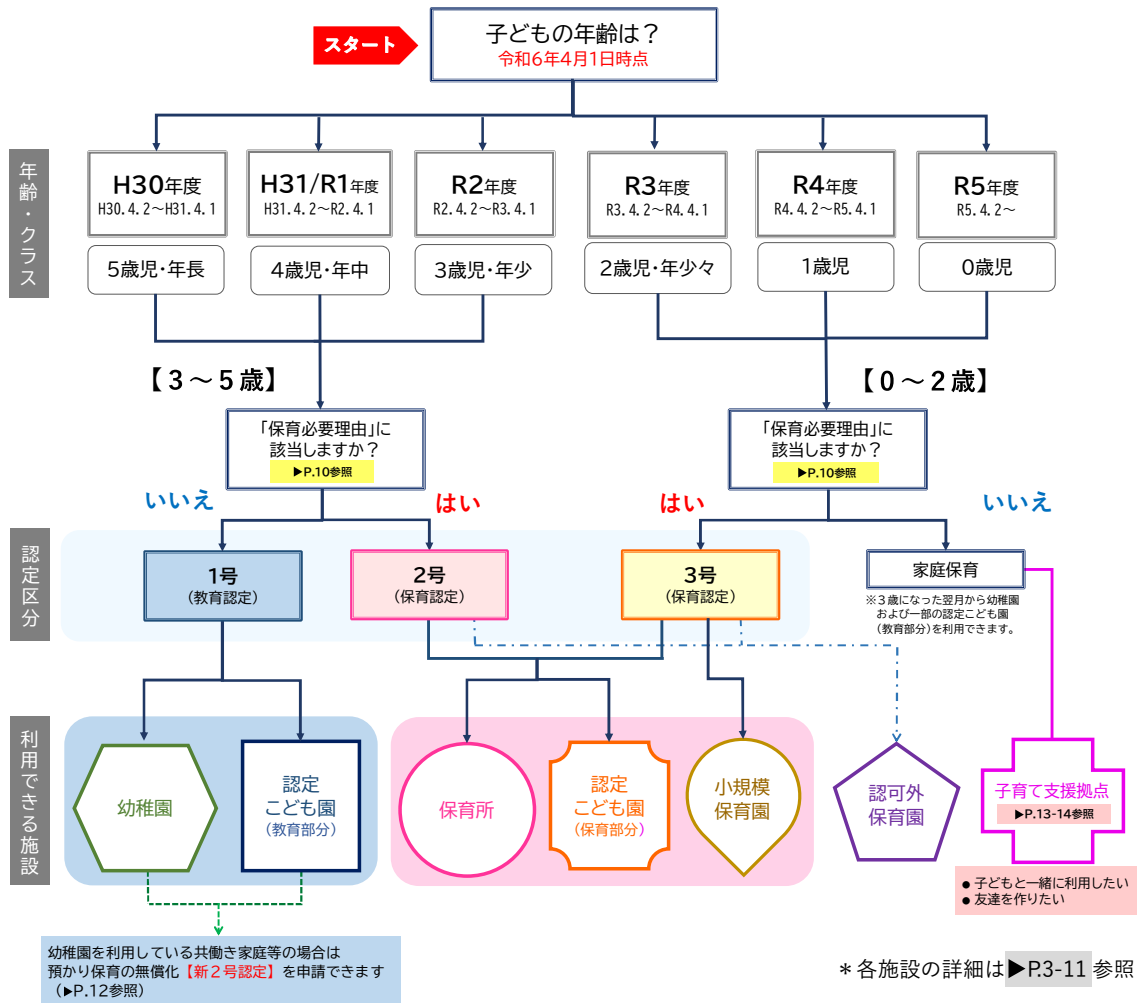 スタート
子どもの年齢は？
令和6年4月1日時点
年齢・クラス
H30年度
H30.4.2～H31.4.1
H31/R1年度
H31.4.2～R2.4.1
R2年度
R2.4.2～R3.4.1
R3年度
R3.4.2～R4.4.1
R4年度
R4.4.2～R5.4.1
R5年度
R5.4.2～
5歳児・年長
4歳児・年中
3歳児・年少
2歳児・年少々
1歳児
0歳児
【３～５歳】
【０～２歳】
「保育必要理由」に
該当しますか？
▶P.10参照
「保育必要理由」に
該当しますか？
▶P.10参照
いいえ
はい
はい
いいえ
認定区分
1号
（教育認定）
2号
（保育認定）
3号
（保育認定）
家庭保育
※３歳になった翌月から幼稚園
および一部の認定こども園
（教育部分）を利用できます。
利用できる施設
幼稚園
認定
こども園
（教育部分）
保育所
認定
こども園
（保育部分）
小規模
保育園
認可外
保育園
子育て支援拠点
▶P.13-14参照
● 子どもと一緒に利用したい
● 友達を作りたい
幼稚園を利用している共働き家庭等の場合は
預かり保育の無償化【新２号認定】を申請できます
（▶P.12参照）
＊各施設の詳細は▶P.3-11 参照